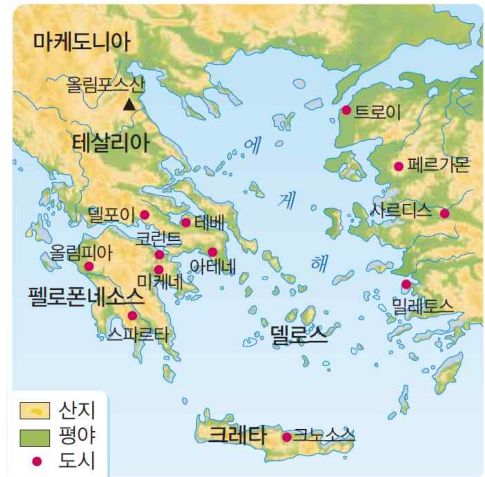 마케도니아
올림포스산
테살리아
트로이
에
게
해
페르가몬
사르디스
델포이
테베
코린트
올림피아
아테네
미케네
펠로폰네소스
밀레토스
스파르타
델로스
크레타
크노소스
산지
평야
도시